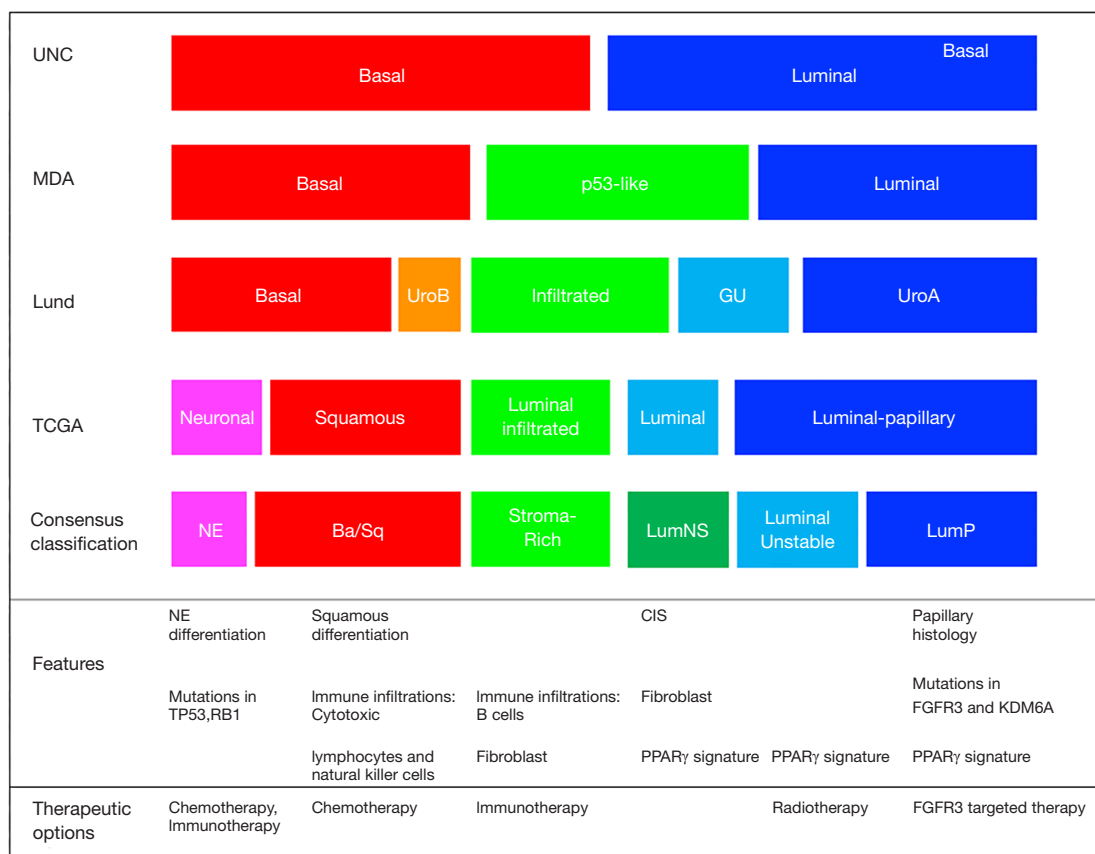 UNC
Basal
Basal
Luminal
MDA
Basal
p53-like
Luminal
Lund
Basal
UroB
Infiltrated
GU
UroA
TCGA
Neuronal
Squamous
Luminal
infiltrated
Luminal
Luminal-papillary
Consensus
classification
NE
Ba/Sq
Stroma-
Rich
LumNS
Luminal
Unstable
LumP
Features
NE
differentiation
Squamous
differentiation
CIS
Papillary
histology
Mutations in
TP53,RB1
Immune infiltrations:
Cytotoxic
Immune infiltrations:
B cells
Fibroblast
Mutations in
FGFR3 and KDM6A
lymphocytes and
natural killer cells
Fibroblast
PPARγ signature
PPARγ signature
PPARγ signature
Therapeutic
options
Chemotherapy,
Immunotherapy
Chemotherapy
Immunotherapy
Radiotherapy
FGFR3 targeted therapy